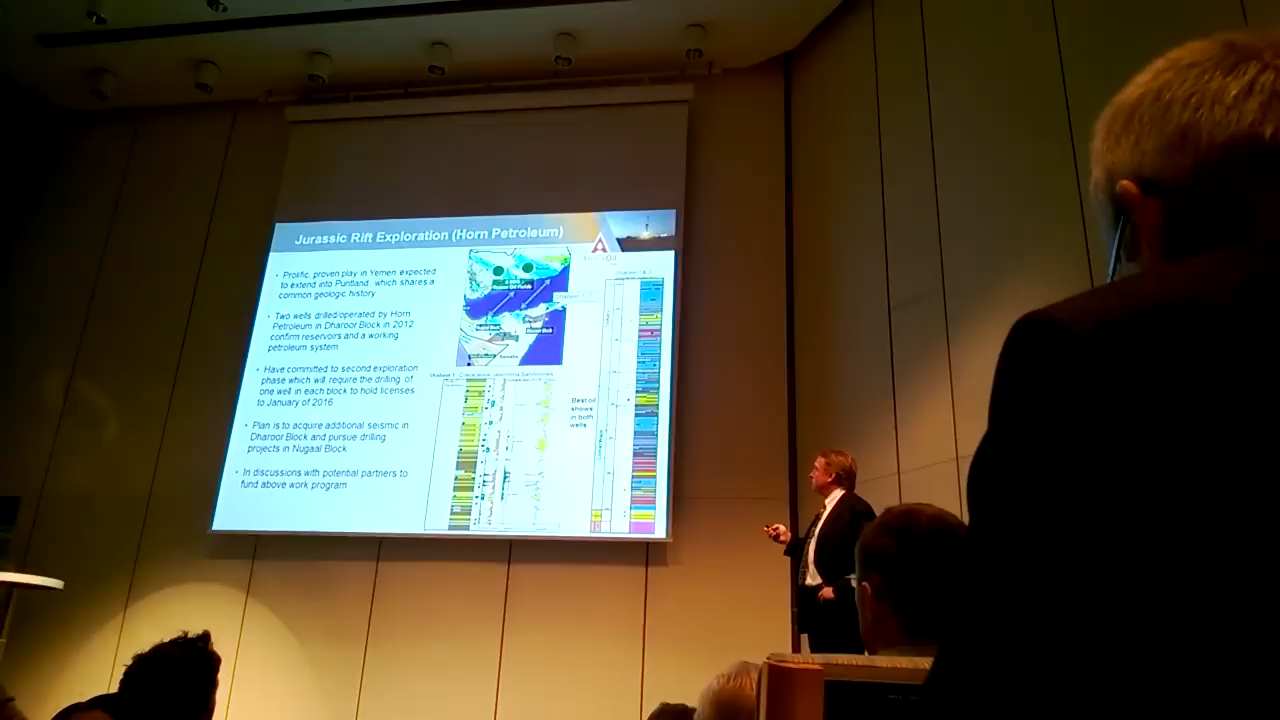 Jurassic Rift Exploration (Horn Petroleum)
• Prolific, proven play in Yemen expected
to extend into Puntland, which shares a
common geologic history
• Two wells drilled/operated by Horn
Petroleum in Dharoor Block in 2012
confirm reservoirs and a working
petroleum system
• Have committed to second exploration
phase which will require the drilling of
one well in each block to hold licenses
to January of 2016
• Plan is to acquire additional seismic in
Dharoor Block and pursue drilling
projects in Nugaal Block
• In discussions with potential partners to
fund above work program
Best oil
shows
in both
wells